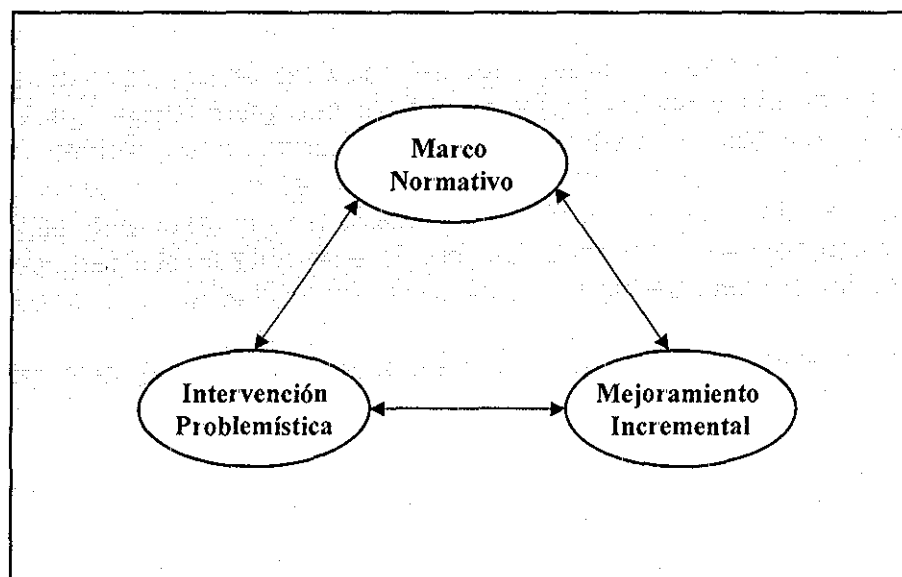 Marco
Normativo
Intervención
Problemística
Mejoramiento
Incremental